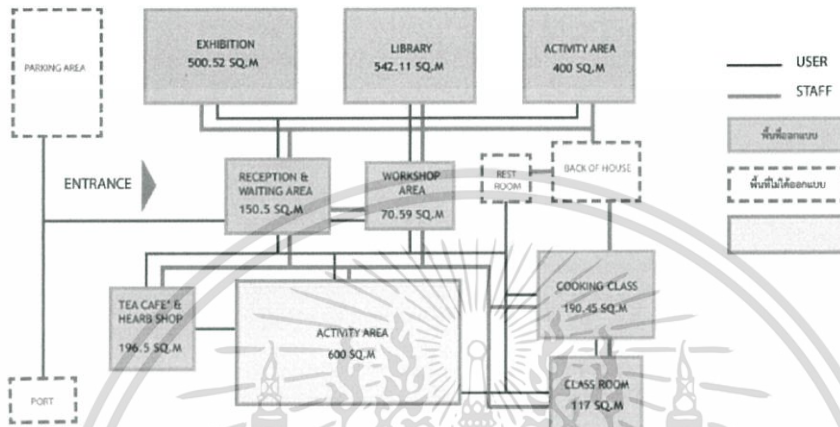 EXHIBITION
500.52 SQ.M
LIBRARY
542.11 SQ.M
ACTIVITY AREA
400 SQ.M
PARKING AREA
USER
STAFF
พื้นที่ออกแบบ
พื้นที่ไม่ได้ออกแบบ
ENTRANCE
RECEPTION &
WAITING AREA
150.5 SQ.M
WORKSHOP
AREA
70.59 SQ.M
REST
ROOM
BACK OF HOUSE
TEA CAFE' &
HEARB SHOP
196.5 SQ.M
ACTIVITY AREA
600 SQ.M
COOKING CLASS
190.45 SQ.M
CLASS ROOM
117 SQ.M
PORT